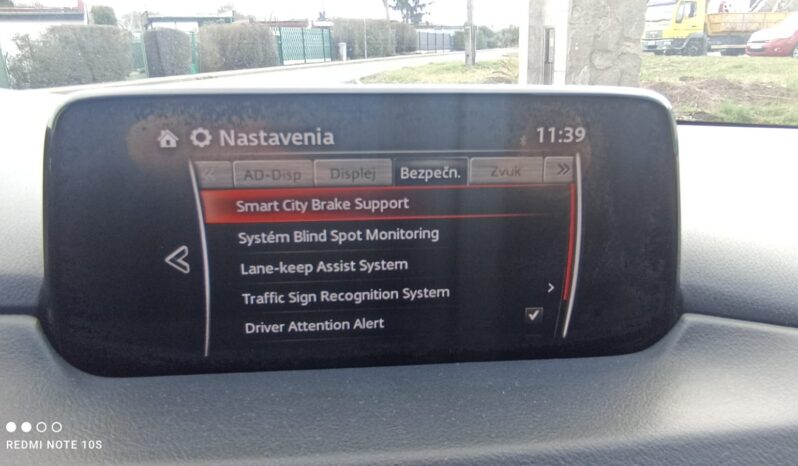 Nastavenia 11:39
AD-Disp Displej Bezpečn. Zvuk
Smart City Brake Support
Systém Blind Spot Monitoring
Lane-keep Assist System
Traffic Sign Recognition System
Driver Attention Alert
REDMI NOTE 10S